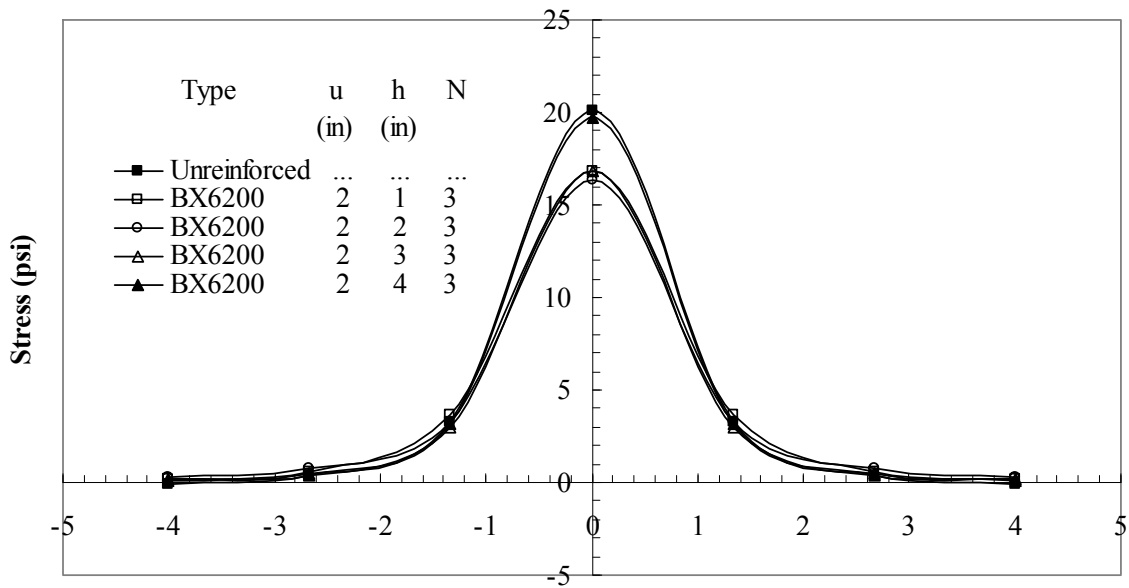 25
Type u h N
(in) (in)
Unreinforced ... ... ...
BX6200 2 1 3
BX6200 2 2 3
BX6200 2 3 3
BX6200 2 4 3
20
15
10
5
0
-5
Stress (psi)
-5 -4 -3 -2 -1 0 1 2 3 4 5